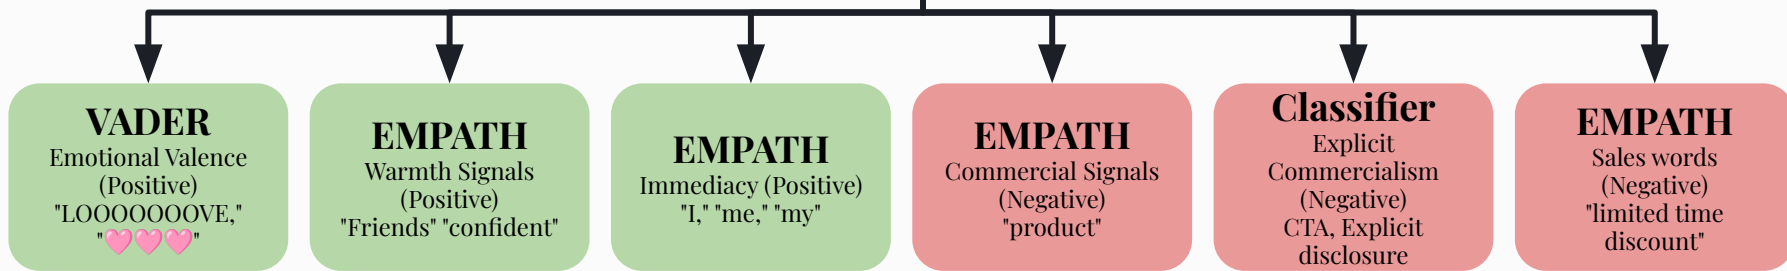 VADER
Emotional Valence
(Positive)
"LOOOOOOOVE,"
"🩷🩷🩷"
EMPATH
Warmth Signals
(Positive)
"Friends" "confident"
EMPATH
Immediacy (Positive)
"I," "me," "my"
EMPATH
Commercial Signals
(Negative)
"product"
Classifier
Explicit
Commercialism
(Negative)
CTA, Explicit
disclosure
EMPATH
Sales words
(Negative)
"limited time
discount"